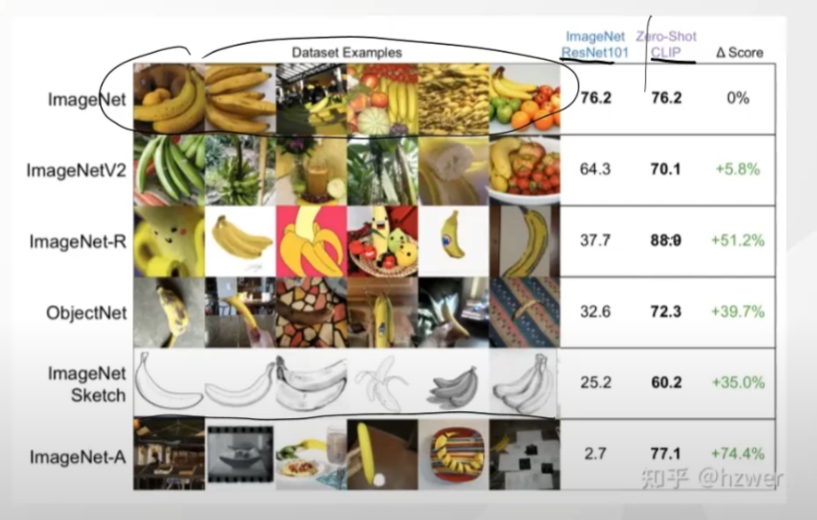 Dataset Examples
ImageNet
ResNet101
Zero-Shot
CLIP
Δ Score
ImageNet 76.2 76.2 0%
ImageNetV2 64.3 70.1 +5.8%
ImageNet-R 37.7 88.9 +51.2%
ObjectNet 32.6 72.3 +39.7%
ImageNet
Sketch 25.2 60.2 +35.0%
ImageNet-A 2.7 77.1 +74.4%
知乎 @hzwer